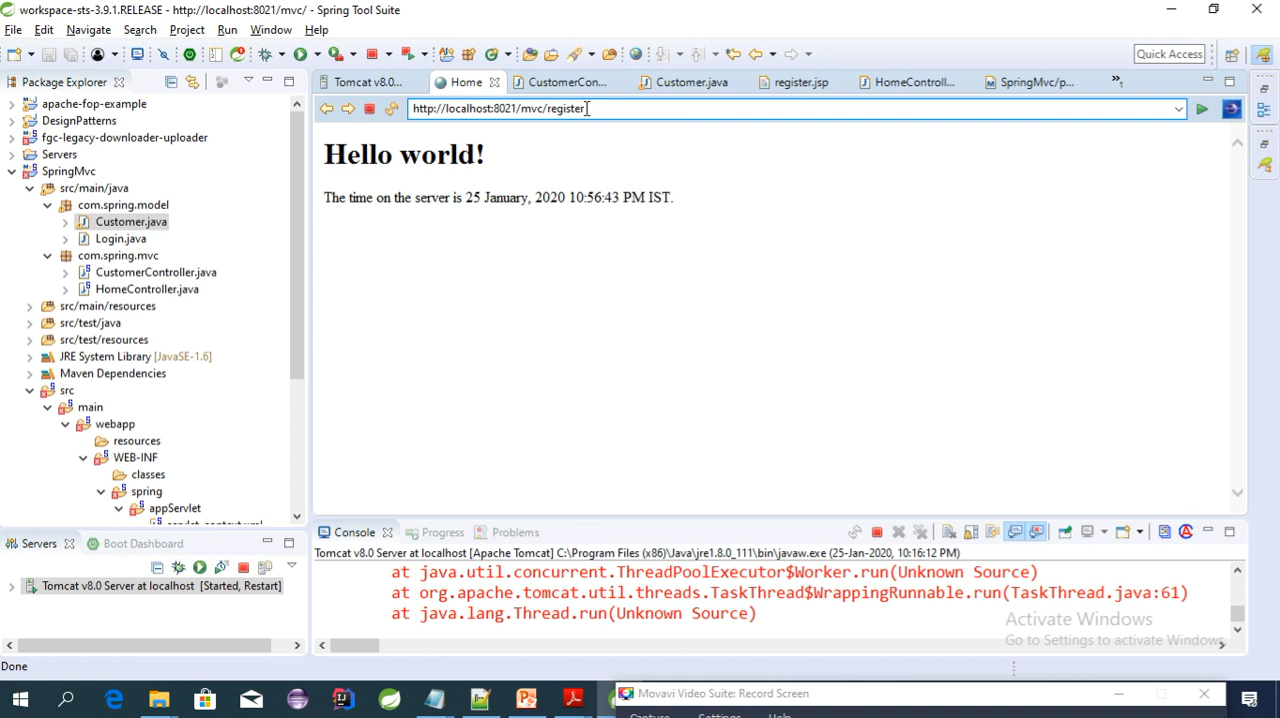 workspace-sts-3.9.1.RELEASE - http://localhost:8021/mvc/ - Spring Tool Suite
File Edit Navigate Search Project Run Window Help
Quick Access
Package Explorer
apache-fop-example
DesignPatterns
fgc-legacy-downloader-uploader
Servers
SpringMvc
src/main/java
com.spring.model
Customer.java
Login.java
com.spring.mvc
CustomerController.java
HomeController.java
src/main/resources
src/test/java
src/test/resources
JRE System Library [JavaSE-1.6]
Maven Dependencies
src
main
webapp
resources
WEB-INF
classes
spring
appServlet
Tomcat v8.0... Home CustomerCon... Customer.java register.jsp HomeControll... SpringMvc/p... »1
http://localhost:8021/mvc/register
Hello world!
The time on the server is 25 January, 2020 10:56:43 PM IST.
Servers Boot Dashboard
Tomcat v8.0 Server at localhost [Started, Restart]
Console Progress Problems
Tomcat v8.0 Server at localhost [Apache Tomcat] C:\Program Files (x86)\Java\jre1.8.0_111\bin\javaw.exe (25-Jan-2020, 10:16:12 PM)
at java.util.concurrent.ThreadPoolExecutor$Worker.run(Unknown Source)
at org.apache.tomcat.util.threads.TaskThread$WrappingRunnable.run(TaskThread.java:61)
at java.lang.Thread.run(Unknown Source)
Activate Windows
Go to Settings to activate Windows.
Done
Movavi Video Suite: Record Screen
Capture Settings Help